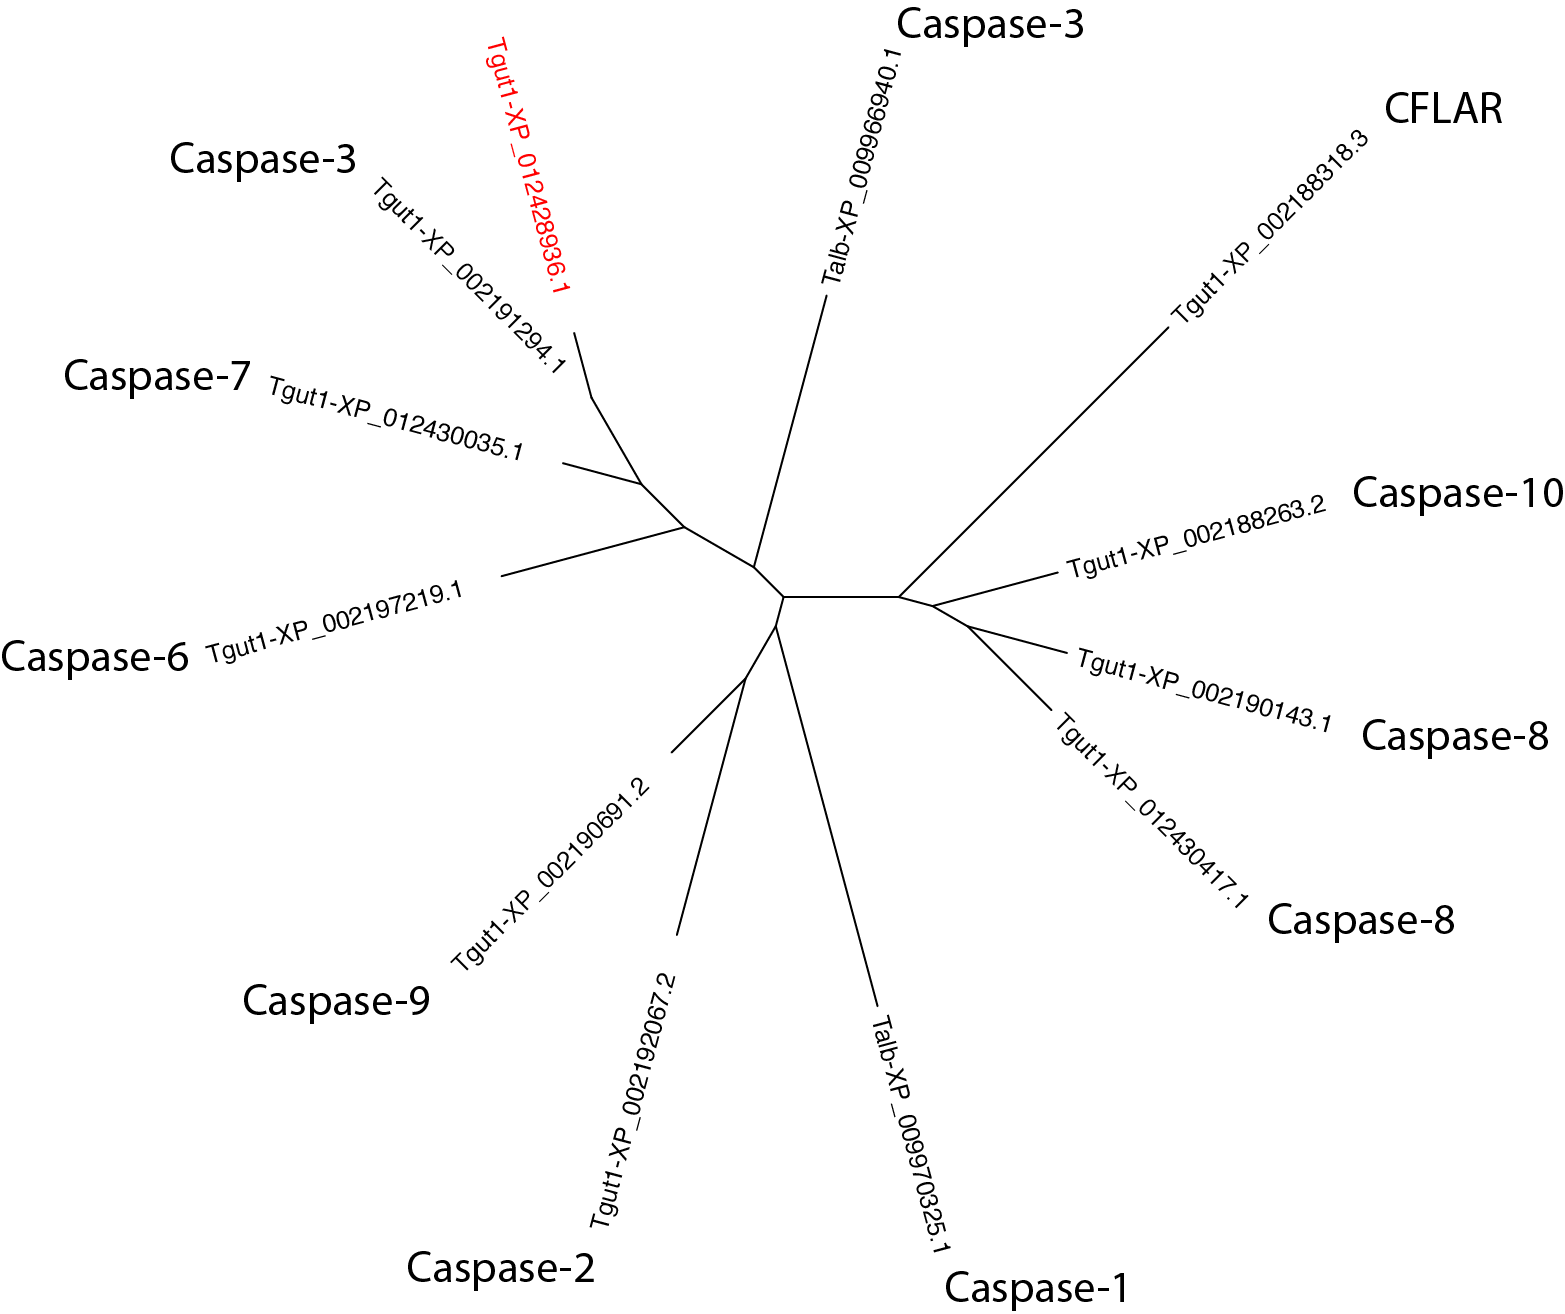 Caspase-3
Talb-XP_009966940.1
Tgut1-XP_012428936.1
CFLAR
Tgut1-XP_002188318.3
Caspase-3
Tgut1-XP_002191294.1
Caspase-7
Tgut1-XP_012430035.1
Caspase-10
Tgut1-XP_002188263.2
Caspase-6
Tgut1-XP_002197219.1
Tgut1-XP_002190143.1
Caspase-8
Tgut1-XP_012430417.1
Caspase-8
Tgut1-XP_002190691.2
Caspase-9
Tgut1-XP_002192067.2
Caspase-2
Talb-XP_009970325.1
Caspase-1